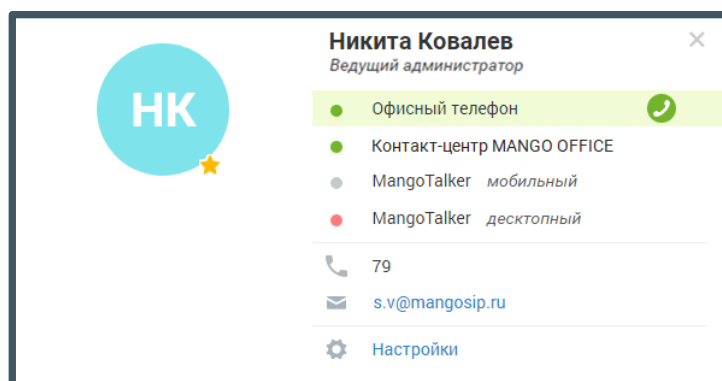 НК
Никита Ковалев
Ведущий администратор
Офисный телефон
Контакт-центр MANGO OFFICE
MangoTalker мобильный
MangoTalker десктопный
79
s.v@mangosip.ru
Настройки